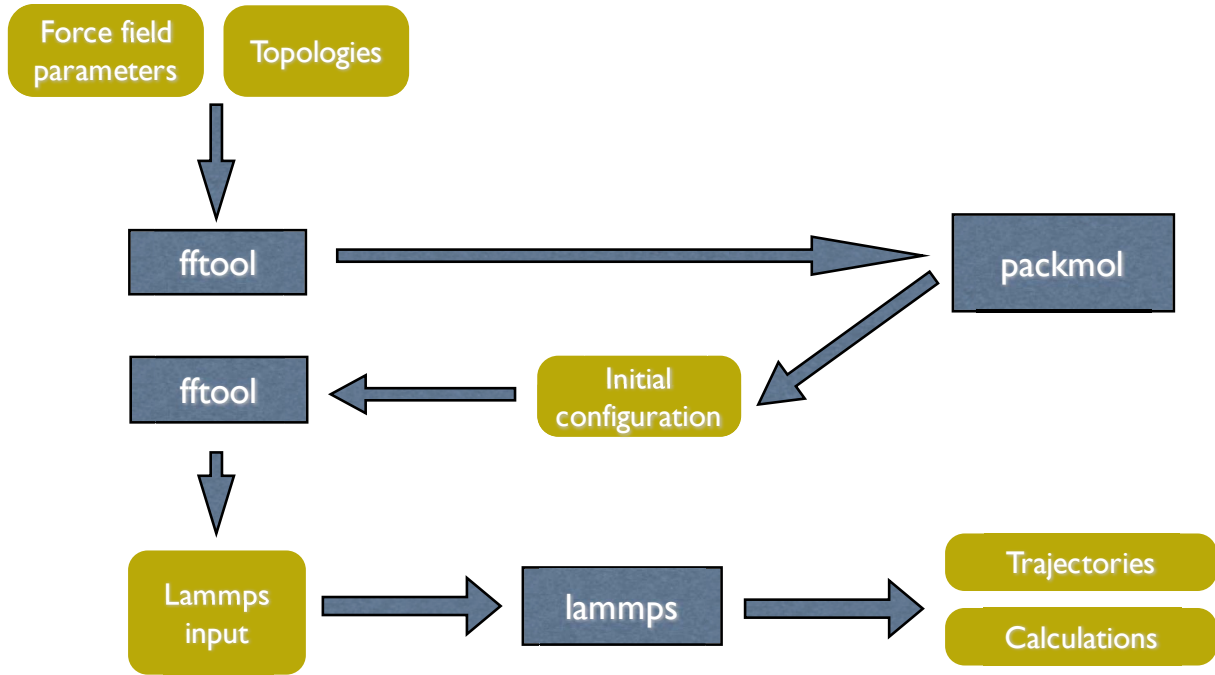 Force field
parameters
Topologies
fftool
packmol
fftool
Initial
configuration
Lammps
input
lammps
Trajectories
Calculations